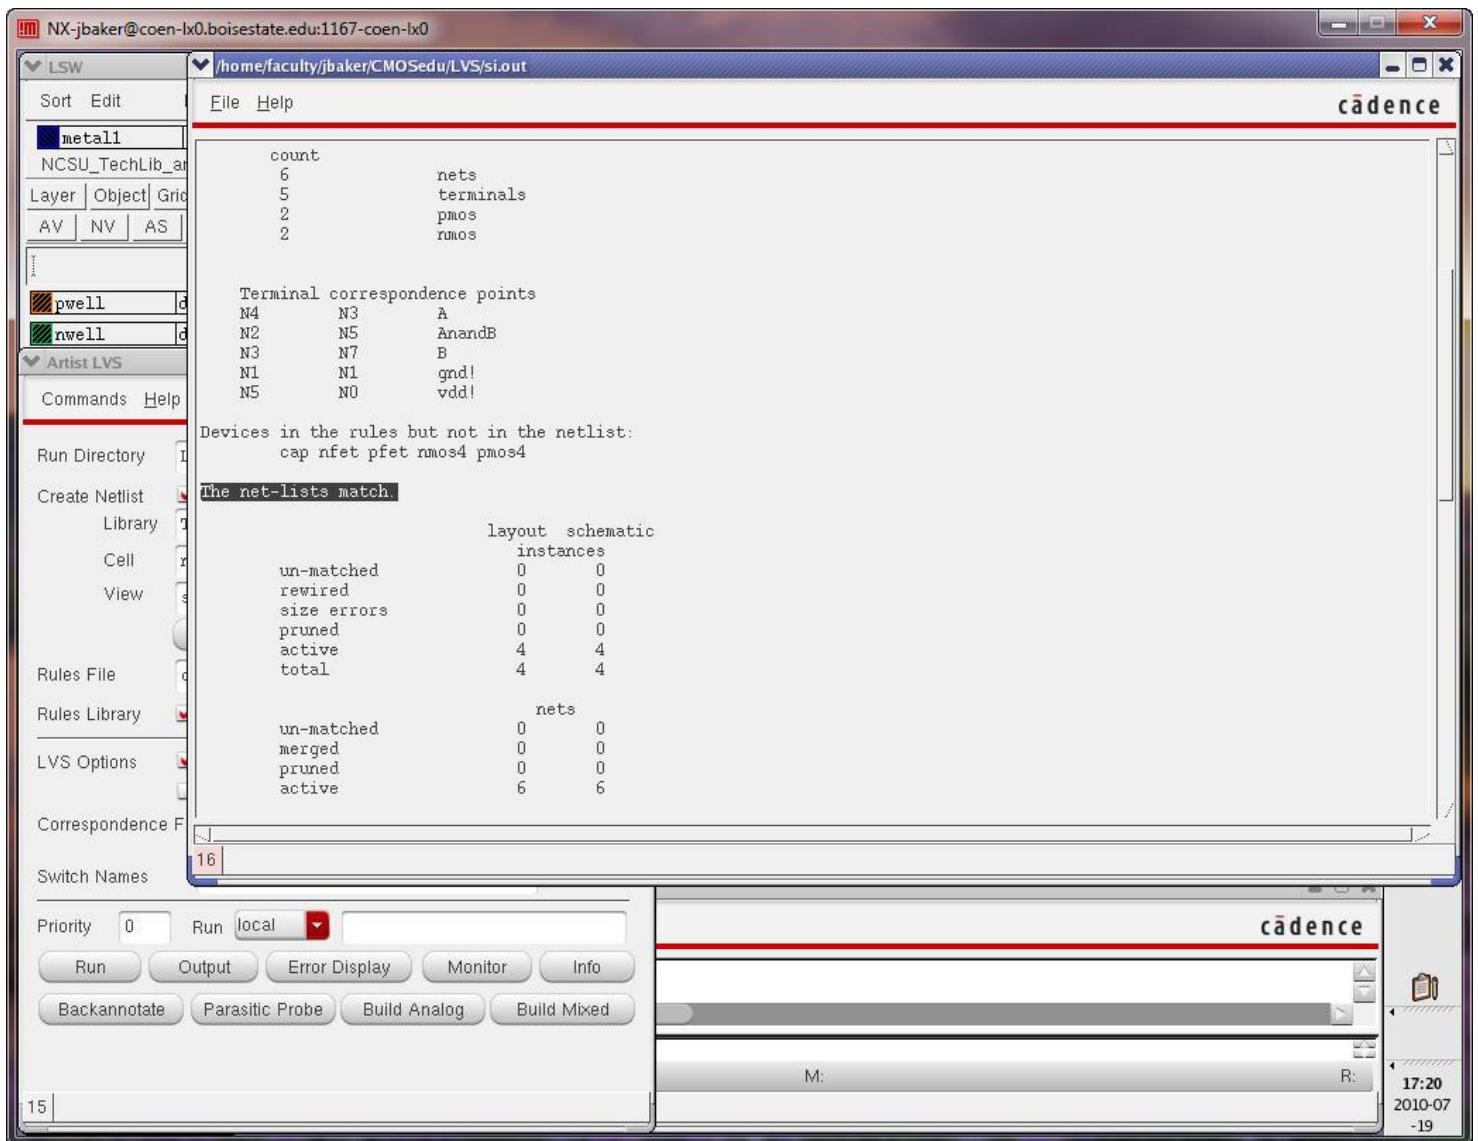 NX-jbaker@coen-lx0.boisestate.edu:1167-coen-lx0
LSW
Sort Edit
metal1
NCSU_TechLib_a
Layer Object Grid
AV NV AS
pwell d
nwell d
/home/faculty/jbaker/CMOSedu/LVS/si.out
File Help
cādence
count
6 nets
5 terminals
2 pmos
2 nmos
Terminal correspondence points
N4 N3 A
N2 N5 AnandB
N3 N7 B
N1 N1 gnd!
N5 N0 vdd!
Devices in the rules but not in the netlist:
cap nfet pfet nmos4 pmos4
The net-lists match.
layout schematic
instances
un-matched 0 0
rewired 0 0
size errors 0 0
pruned 0 0
active 4 4
total 4 4
nets
un-matched 0 0
merged 0 0
pruned 0 0
active 6 6
16
Artist LVS
Commands Help
Run Directory
Create Netlist
Library
Cell
View
Rules File
Rules Library
LVS Options
Correspondence F
Switch Names
Priority 0 Run local
Run Output Error Display Monitor Info
Backannotate Parasitic Probe Build Analog Build Mixed
15
cādence
M: R:
17:20
2010-07
-19